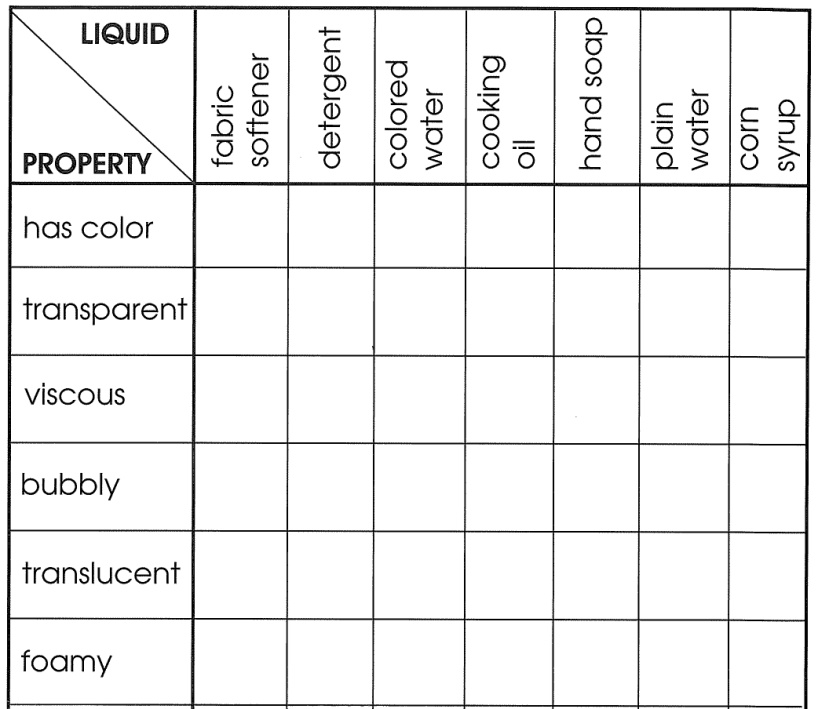 LIQUID
PROPERTY
fabric
softener
detergent
colored
water
cooking
oil
hand soap
plain
water
corn
syrup
has color
transparent
viscous
bubbly
translucent
foamy